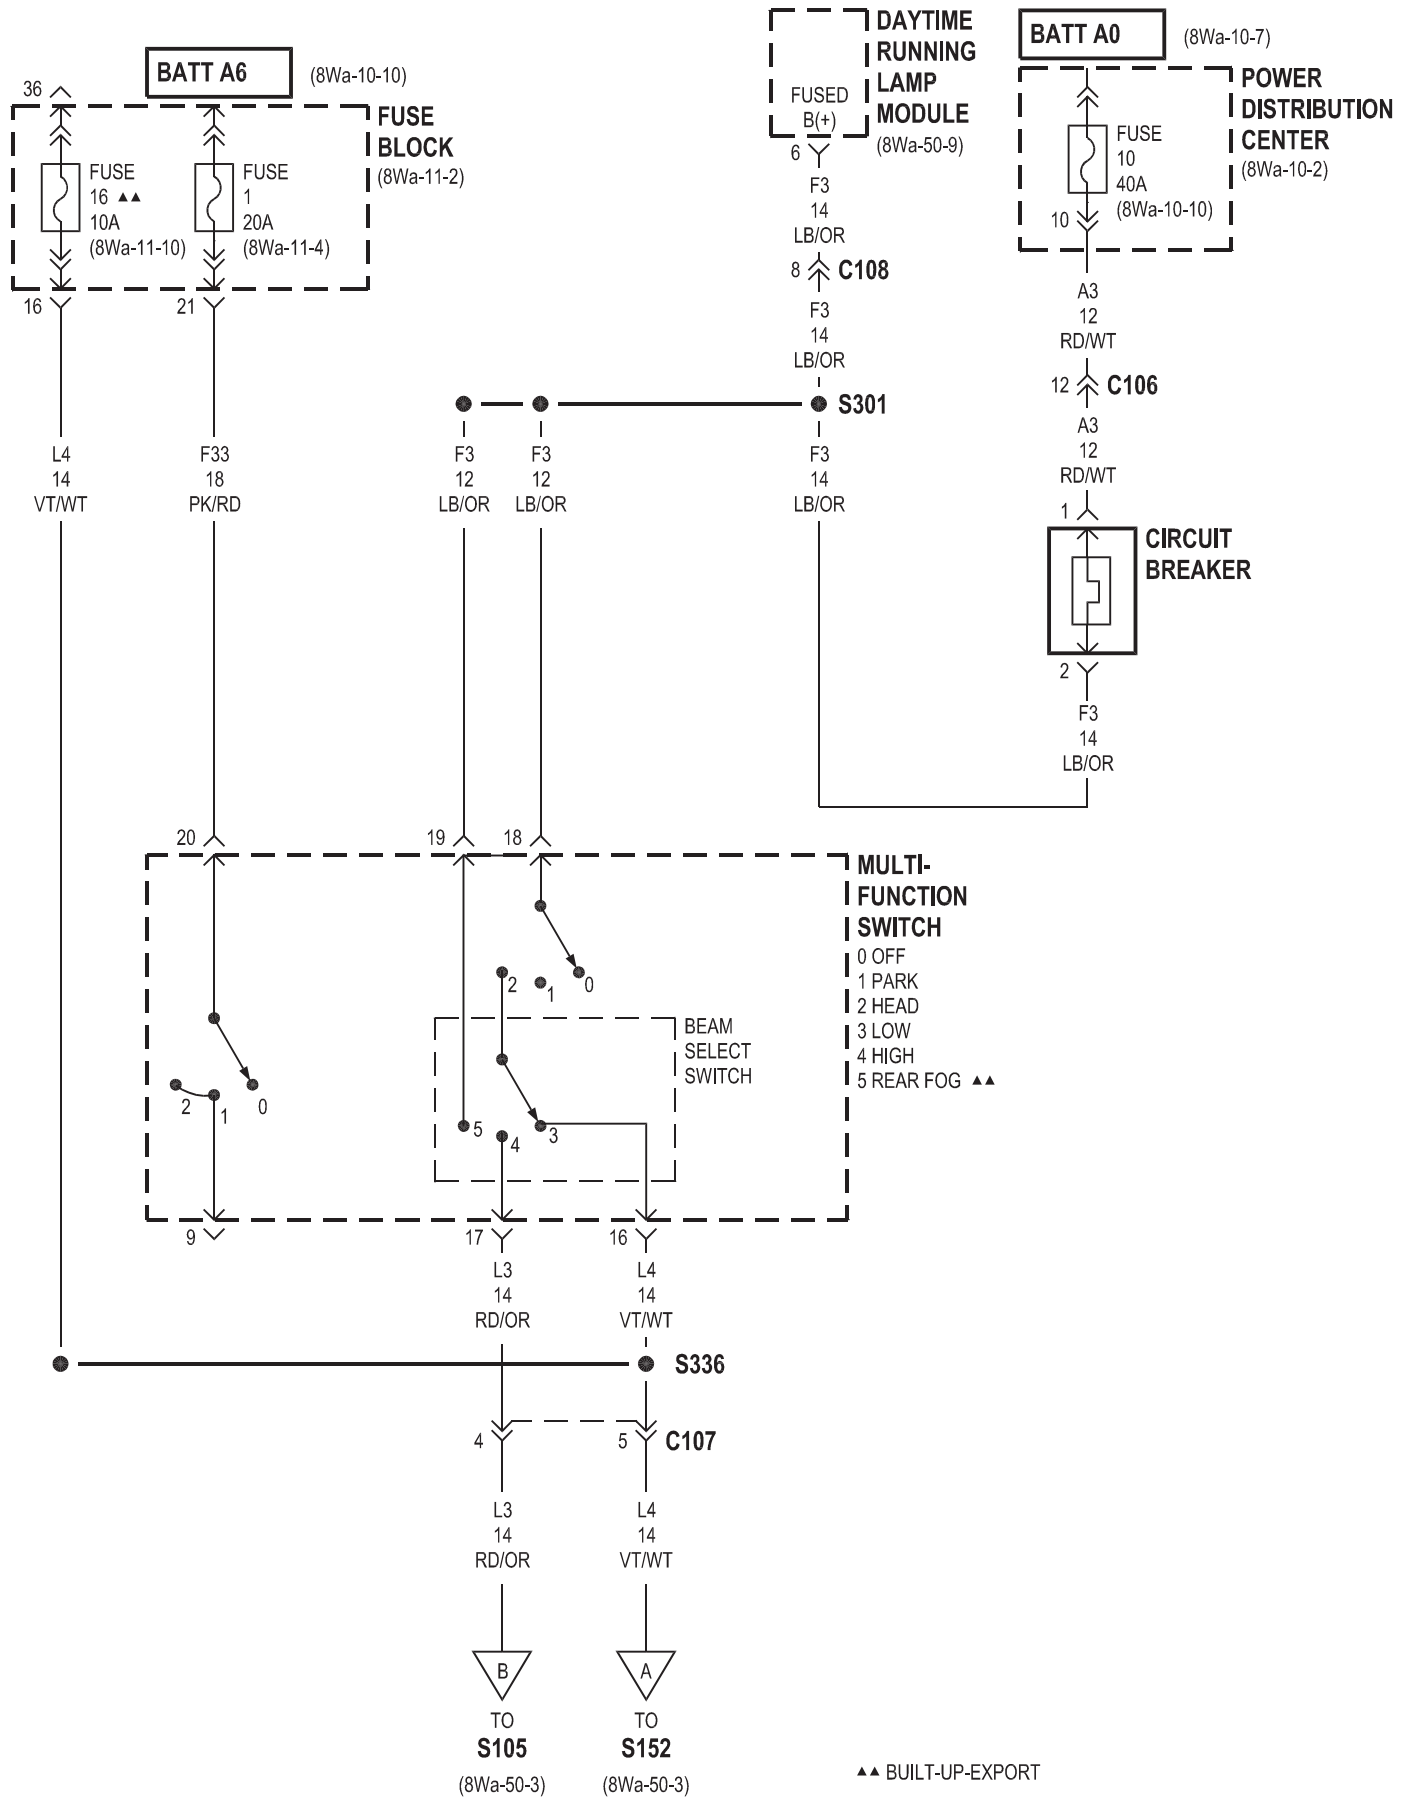 BATT A6
(8Wa-10-10)
36
FUSE
BLOCK
(8Wa-11-2)
FUSE
16 ▲▲
10A
(8Wa-11-10)
FUSE
1
20A
(8Wa-11-4)
16
21
DAYTIME
RUNNING
LAMP
MODULE
(8Wa-50-9)
FUSED
B(+)
6
F3
14
LB/OR
8
C108
F3
14
LB/OR
S301
BATT A0
(8Wa-10-7)
POWER
DISTRIBUTION
CENTER
(8Wa-10-2)
FUSE
10
40A
(8Wa-10-10)
10
A3
12
RD/WT
12
C106
A3
12
RD/WT
1
CIRCUIT
BREAKER
2
F3
14
LB/OR
L4
14
VT/WT
F33
18
PK/RD
F3
12
LB/OR
F3
12
LB/OR
F3
14
LB/OR
20
19
18
MULTI-
FUNCTION
SWITCH
0 OFF
1 PARK
2 HEAD
3 LOW
4 HIGH
5 REAR FOG ▲▲
2
1
0
BEAM
SELECT
SWITCH
2
1
0
5
4
3
9
17
16
L3
14
RD/OR
L4
14
VT/WT
S336
4
5
C107
L3
14
RD/OR
L4
14
VT/WT
B
A
TO
S105
(8Wa-50-3)
TO
S152
(8Wa-50-3)
▲▲ BUILT-UP-EXPORT